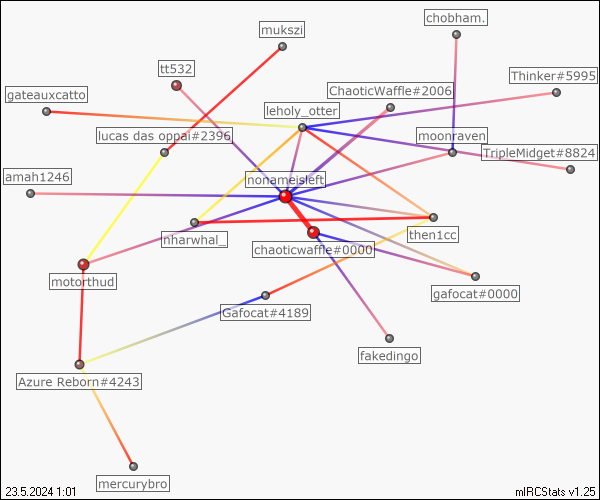 chobham.
mukszi
tt532
Thinker#5995
ChaoticWaffle#2006
gateauxcatto
leholy_otter
lucas das oppai#2396
moonraven
TripleMidget#8824
amah1246
nonameisleft
nharwhal_
then1cc
chaoticwaffle#0000
motorthud
gafocat#0000
Gafocat#4189
fakedingo
Azure Reborn#4243
mercurybro
23.5.2024 1:01
mIRCStats v1.25